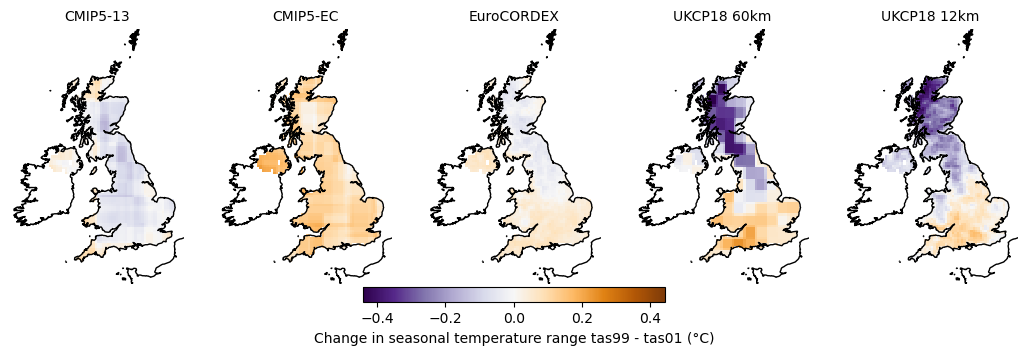 CMIP5-13 CMIP5-EC EuroCORDEX UKCP18 60km UKCP18 12km
−0.4 −0.2 0.0 0.2 0.4
Change in seasonal temperature range tas99 - tas01 (°C)